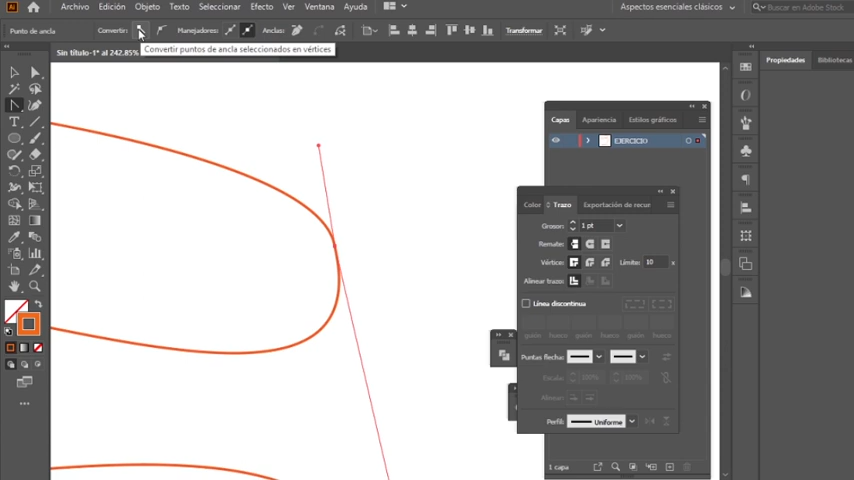 Ai Archivo Edición Objeto Texto Seleccionar Efecto Ver Ventana Ayuda Aspectos esenciales clásicos Buscar en Adobe Stock
Punto de ancla Convertir: Manejadores: Anclas: Transformar
Convertir puntos de ancla seleccionados en vértices
Sin título-1* al 242.85%
Propiedades Bibliotecas
Capas Apariencia Estilos gráficos
EJERCICIO
Color Trazo Exportación de recur
Grosor: 1 pt
Remate:
Vértice: Límite: 10 x
Alinear trazo:
Línea discontinua
guión hueco guión hueco guión hueco
Puntas flecha:
Escala: 100% 100%
Alinear:
Perfil: Uniforme
1 capa